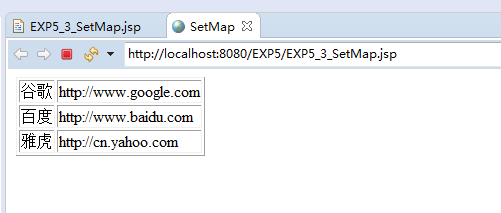 EXP5_3_SetMap.jsp SetMap
http://localhost:8080/EXP5/EXP5_3_SetMap.jsp
谷歌 http://www.google.com
百度 http://www.baidu.com
雅虎 http://cn.yahoo.com